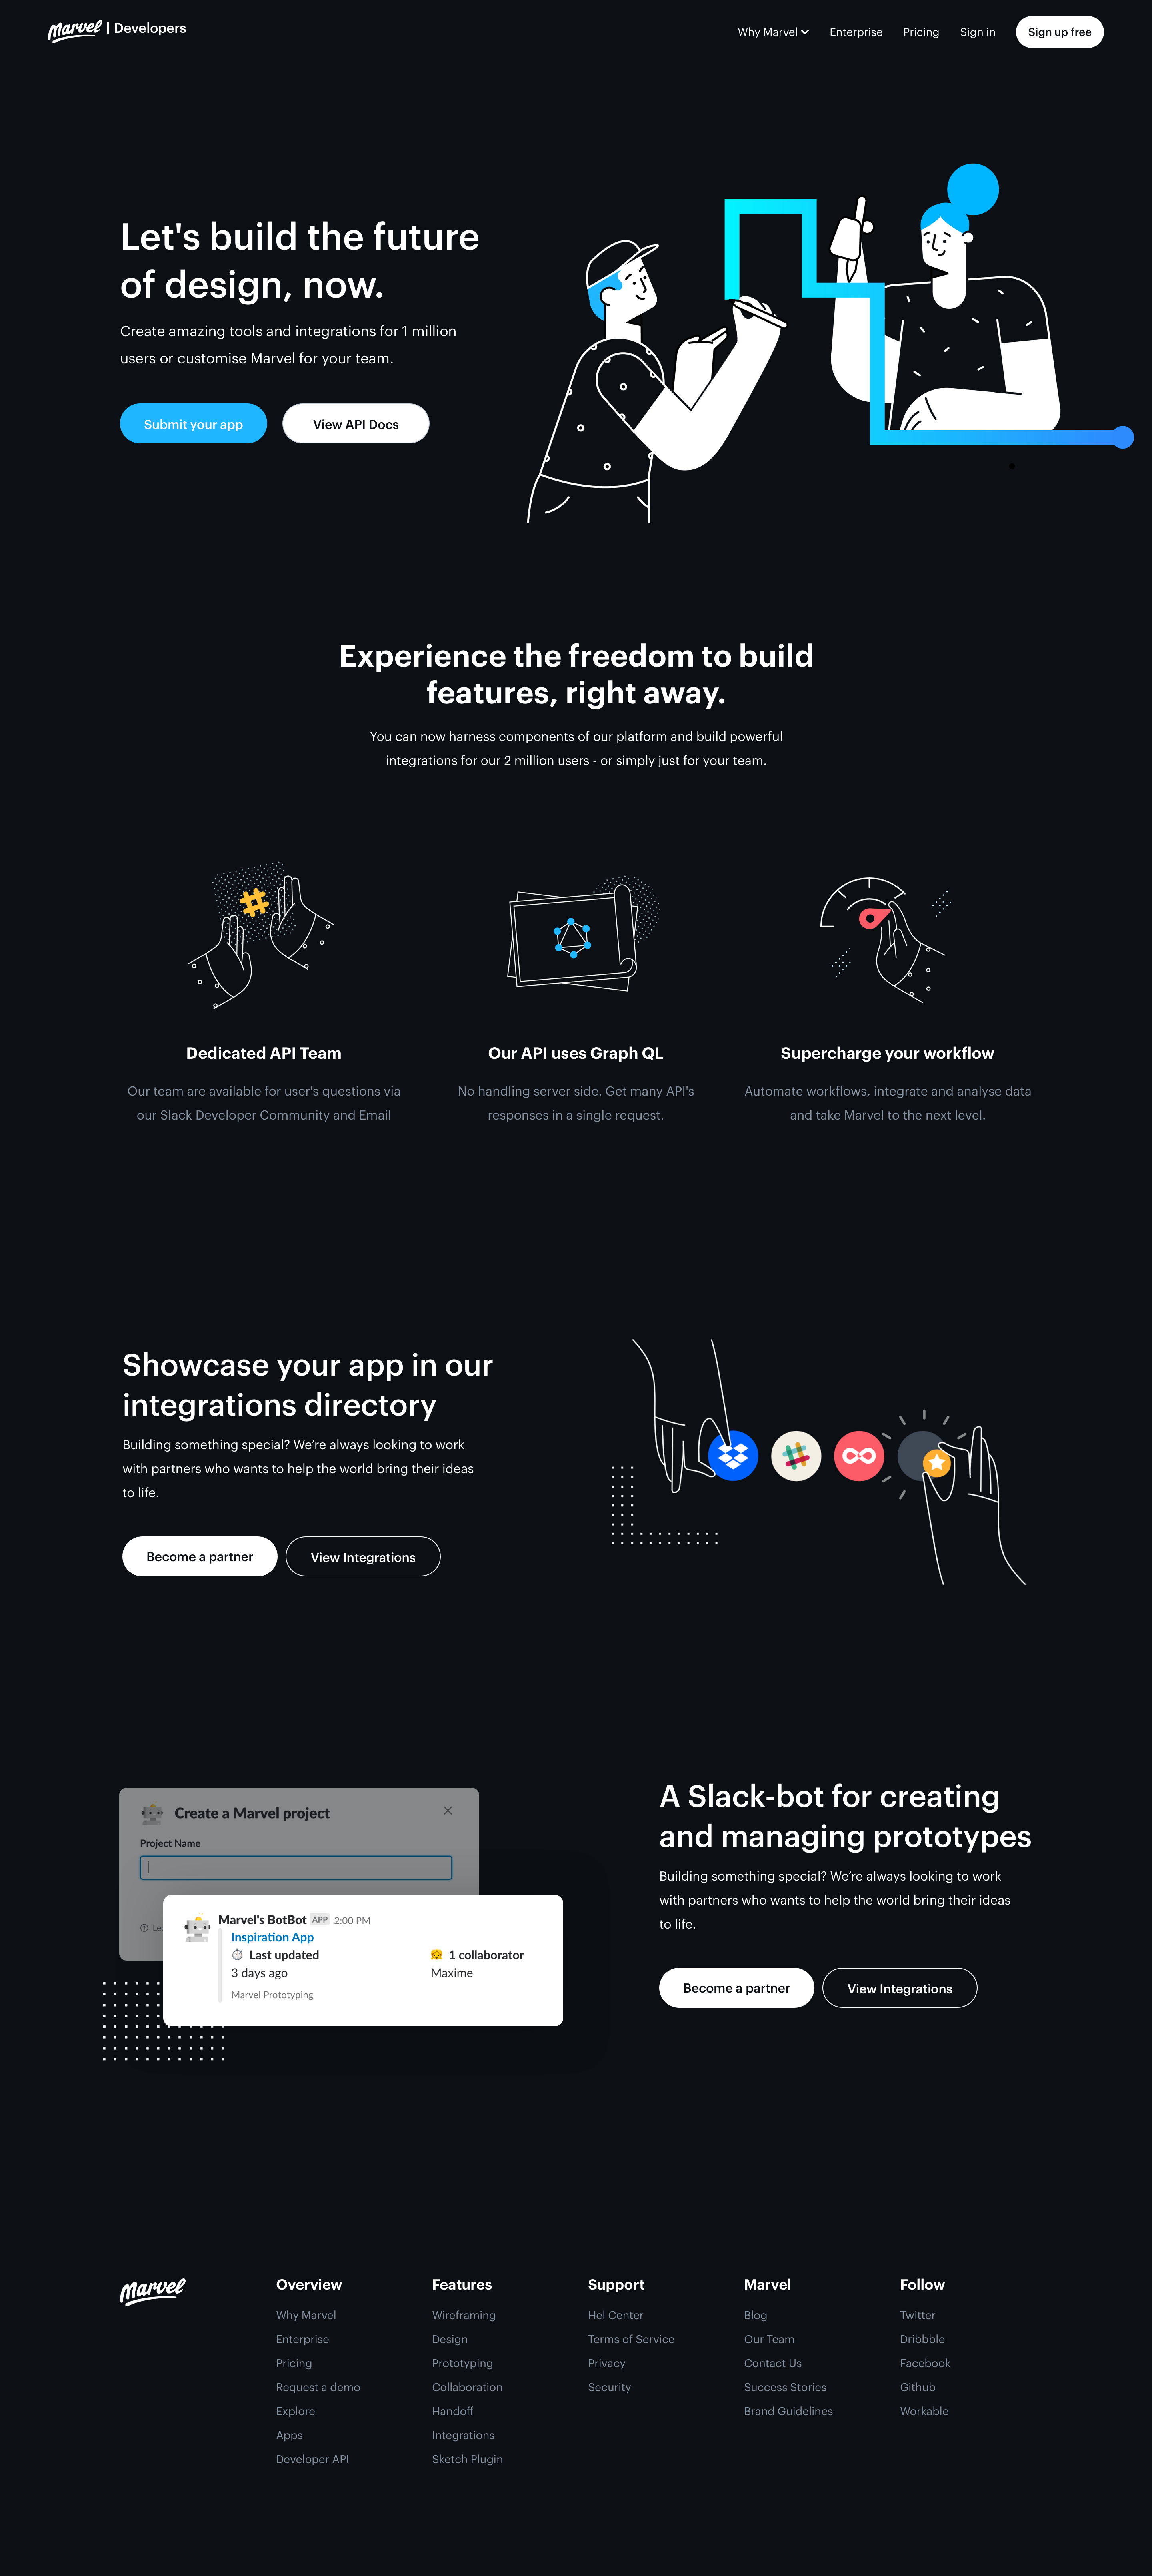 Marvel | Developers
Why Marvel
Enterprise
Pricing
Sign in
Sign up free
Let's build the future
of design, now.
Create amazing tools and integrations for 1 million
users or customise Marvel for your team.
Submit your app
View API Docs
Experience the freedom to build
features, right away.
You can now harness components of our platform and build powerful
integrations for our 2 million users - or simply just for your team.
Dedicated API Team
Our team are available for user's questions via
our Slack Developer Community and Email
Our API uses Graph QL
No handling server side. Get many API's
responses in a single request.
Supercharge your workflow
Automate workflows, integrate and analyse data
and take Marvel to the next level.
Showcase your app in our
integrations directory
Building something special? We’re always looking to work
with partners who wants to help the world bring their ideas
to life.
Become a partner
View Integrations
Create a Marvel project
Project Name
Marvel's BotBot APP 2:00 PM
Inspiration App
Last updated
3 days ago
1 collaborator
Maxime
Marvel Prototyping
A Slack-bot for creating
and managing prototypes
Building something special? We’re always looking to work
with partners who wants to help the world bring their ideas
to life.
Become a partner
View Integrations
Marvel
Overview
Why Marvel
Enterprise
Pricing
Request a demo
Explore
Apps
Developer API
Features
Wireframing
Design
Prototyping
Collaboration
Handoff
Integrations
Sketch Plugin
Support
Hel Center
Terms of Service
Privacy
Security
Marvel
Blog
Our Team
Contact Us
Success Stories
Brand Guidelines
Follow
Twitter
Dribbble
Facebook
Github
Workable